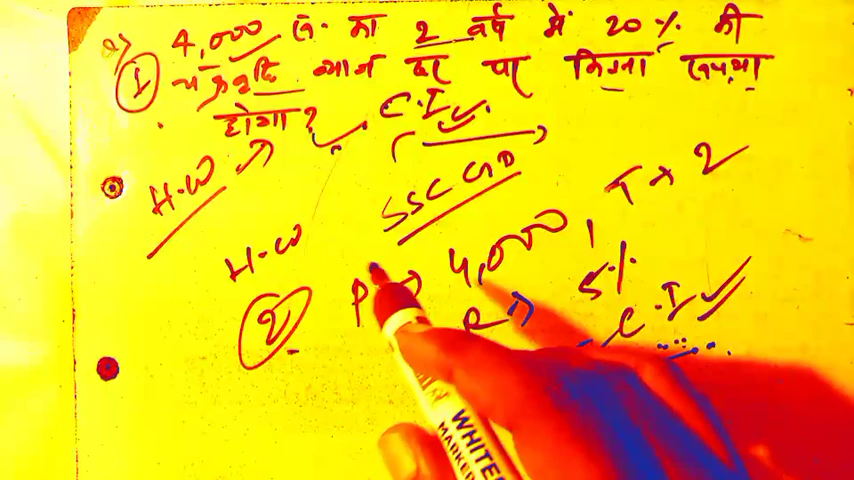 Q>
① 4,000 रु. का 2 वर्ष में 20% की
चक्रवृद्धि ब्याज दर पर कितना रुपया
होगा? C.I
H.W → SSC GD
H.W
② P → 4,000, T → 2
R → 5%
C.I
WHITE
MARKER